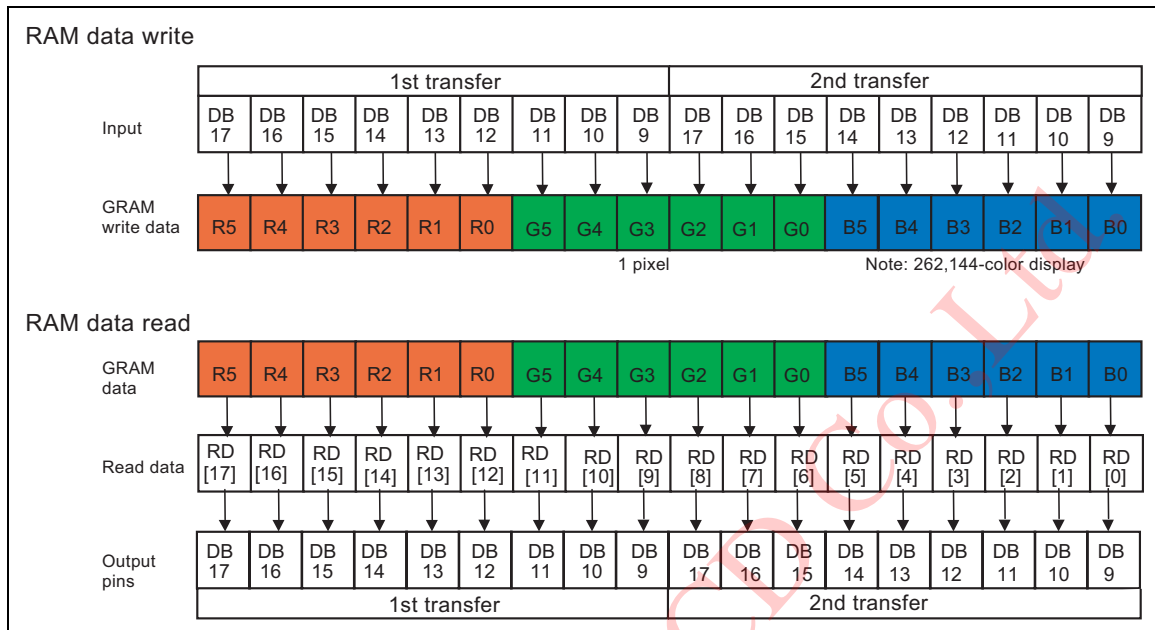 RAM data write
1st transfer 2nd transfer
Input DB 17 DB 16 DB 15 DB 14 DB 13 DB 12 DB 11 DB 10 DB 9 DB 17 DB 16 DB 15 DB 14 DB 13 DB 12 DB 11 DB 10 DB 9
GRAM write data R5 R4 R3 R2 R1 R0 G5 G4 G3 G2 G1 G0 B5 B4 B3 B2 B1 B0
1 pixel Note: 262,144-color display
RAM data read
GRAM data R5 R4 R3 R2 R1 R0 G5 G4 G3 G2 G1 G0 B5 B4 B3 B2 B1 B0
Read data RD [17] RD [16] RD [15] RD [14] RD [13] RD [12] RD [11] RD [10] RD [9] RD [8] RD [7] RD [6] RD [5] RD [4] RD [3] RD [2] RD [1] RD [0]
Output pins DB 17 DB 16 DB 15 DB 14 DB 13 DB 12 DB 11 DB 10 DB 9 DB 17 DB 16 DB 15 DB 14 DB 13 DB 12 DB 11 DB 10 DB 9
1st transfer 2nd transfer
CD Co.,Ltd.